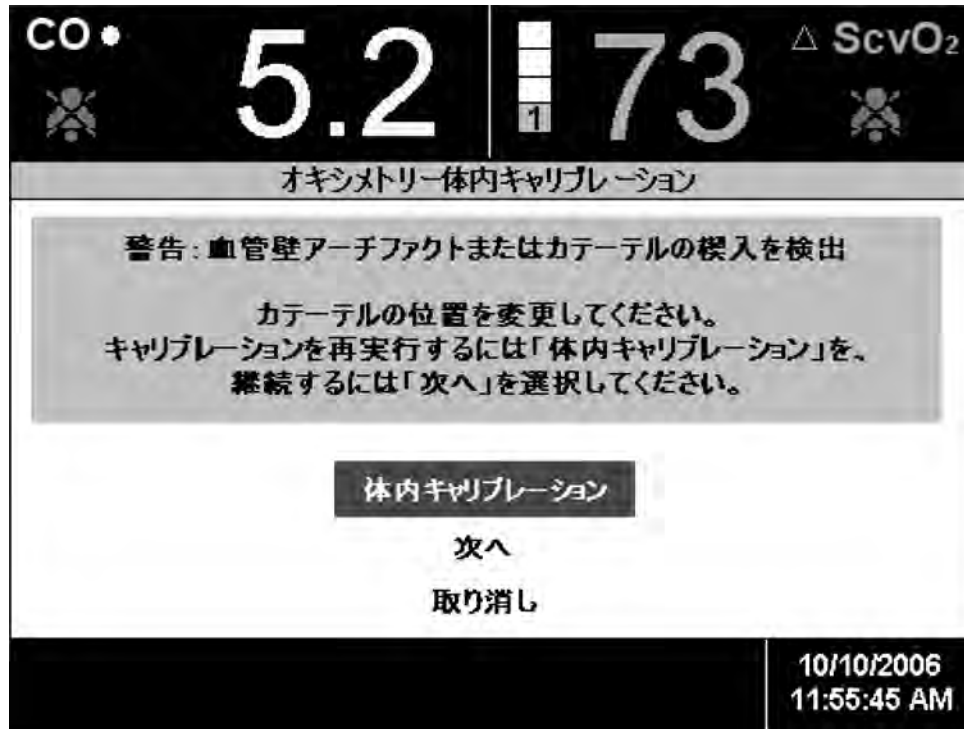 CO
5.2
1
73
△ ScvO₂
オキシメトリー体内キャリブレーション
警告:血管壁アーチファクトまたはカテーテルの楔入を検出
カテーテルの位置を変更してください。
キャリブレーションを再実行するには「体内キャリブレーション」を、
継続するには「次へ」を選択してください。
体内キャリブレーション
次へ
取り消し
10/10/2006
11:55:45 AM